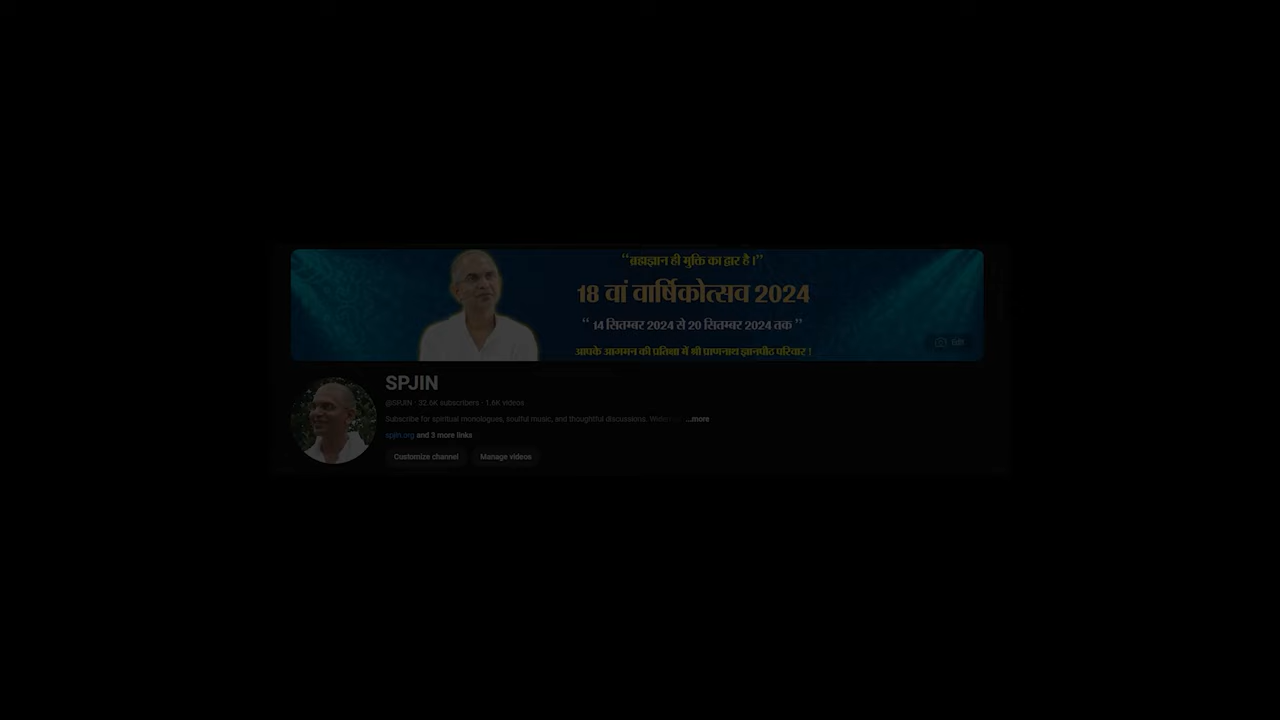 “ब्रह्मज्ञान ही मुक्ति का द्वार है।”
18 वां वार्षिकोत्सव 2024
“ 14 सितम्बर 2024 से 20 सितम्बर 2024 तक ”
आपके आगमन की प्रतिक्षा में श्री प्राणनाथ ज्ञानपीठ परिवार !
Edit
SPJIN
@SPJIN · 32.6K subscribers · 1.6K videos
Subscribe for spiritual monologues, soulful music, and thoughtful discussions. ...more
spjin.org and 3 more links
Customize channel Manage videos